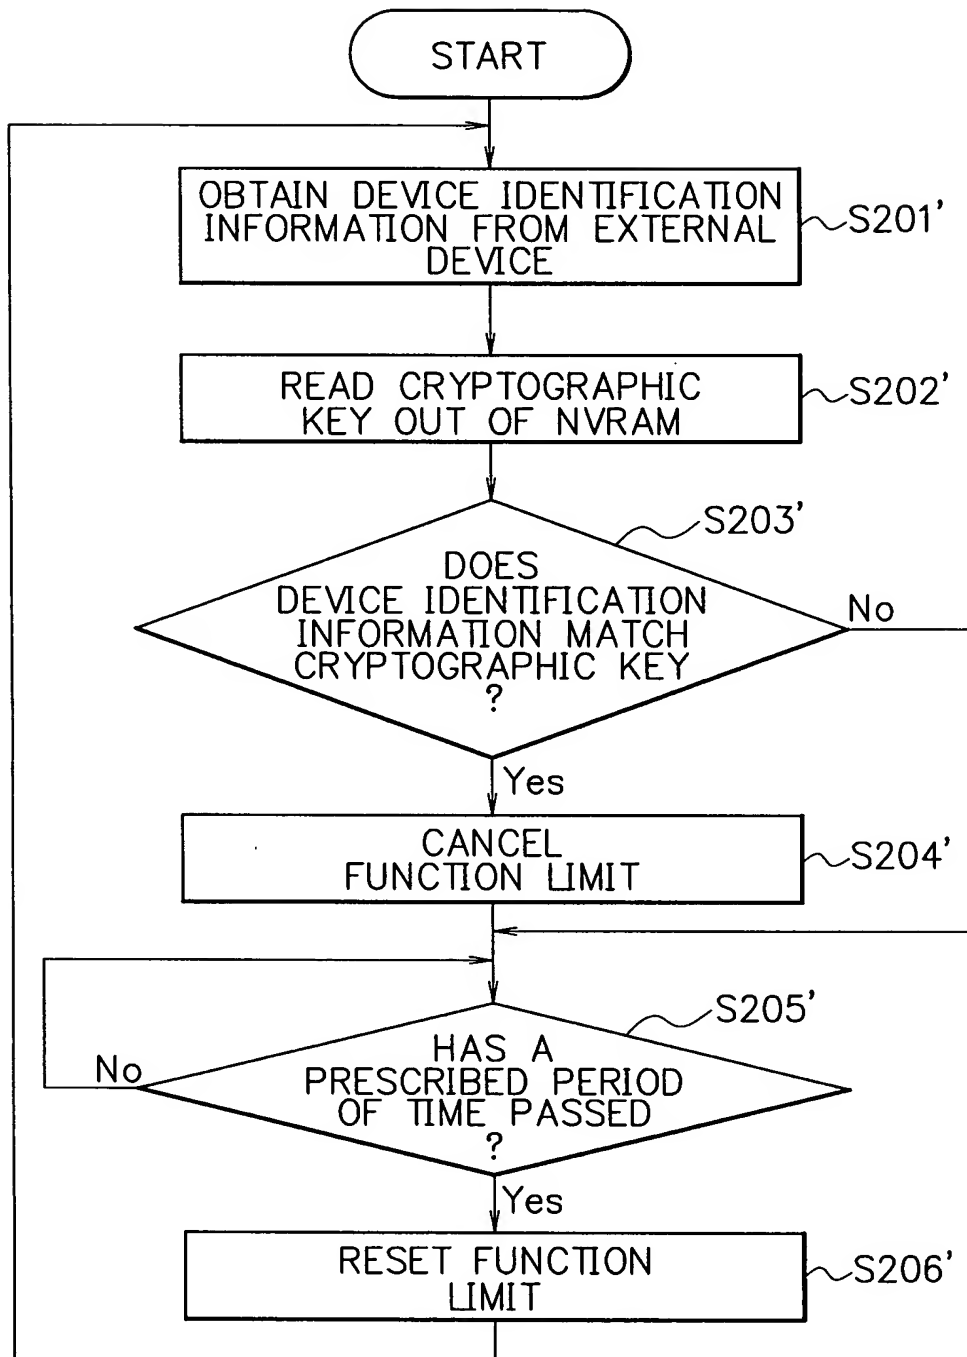 START
OBTAIN DEVICE IDENTIFICATION
INFORMATION FROM EXTERNAL
DEVICE
S201'
READ CRYPTOGRAPHIC
KEY OUT OF NVRAM
S202'
S203'
DOES
DEVICE IDENTIFICATION
INFORMATION MATCH
CRYPTOGRAPHIC KEY
?
No
Yes
CANCEL
FUNCTION LIMIT
S204'
S205'
HAS A
PRESCRIBED PERIOD
OF TIME PASSED
?
No
Yes
RESET FUNCTION
LIMIT
S206'